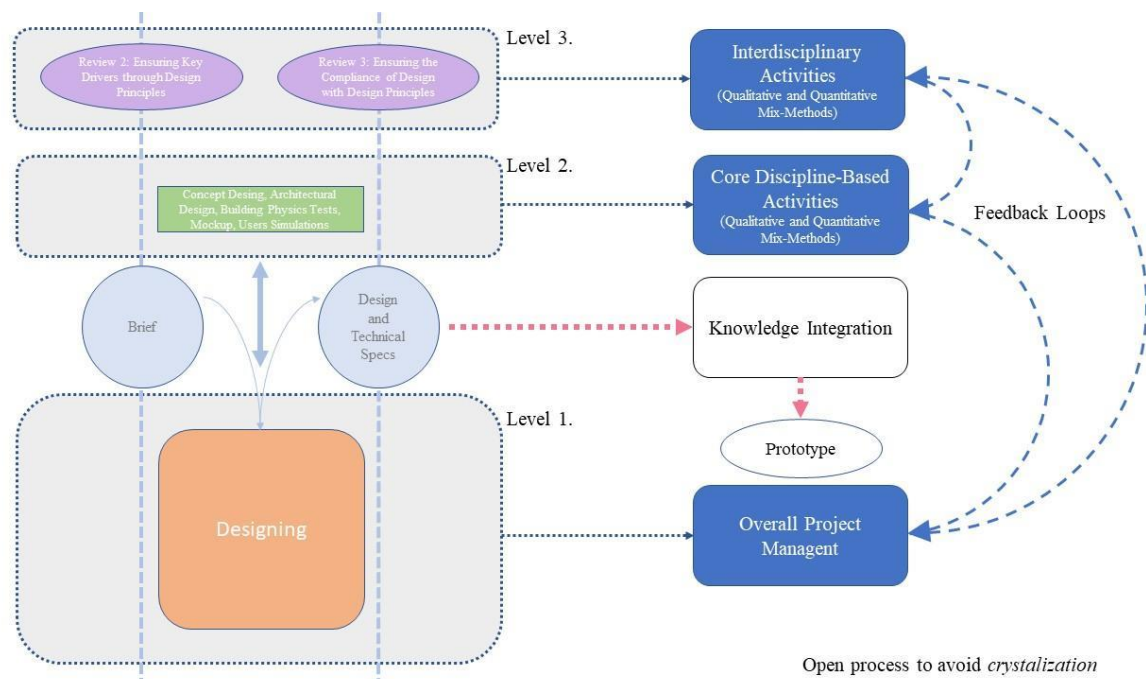 Level 3.
Review 2: Ensuring Key
Drivers through Design
Principles
Review 3: Ensuring the
Compliance of Design
with Design Principles
Interdisciplinary
Activities
(Qualitative and Quantitative
Mix-Methods)
Level 2.
Concept Desing, Architectural
Design, Building Physics Tests,
Mockup, Users Simulations
Core Discipline-Based
Activities
(Qualitative and Quantitative
Mix-Methods)
Feedback Loops
Brief
Design
and
Technical
Specs
Knowledge Integration
Level 1.
Prototype
Designing
Overall Project
Managent
Open process to avoid crystalization